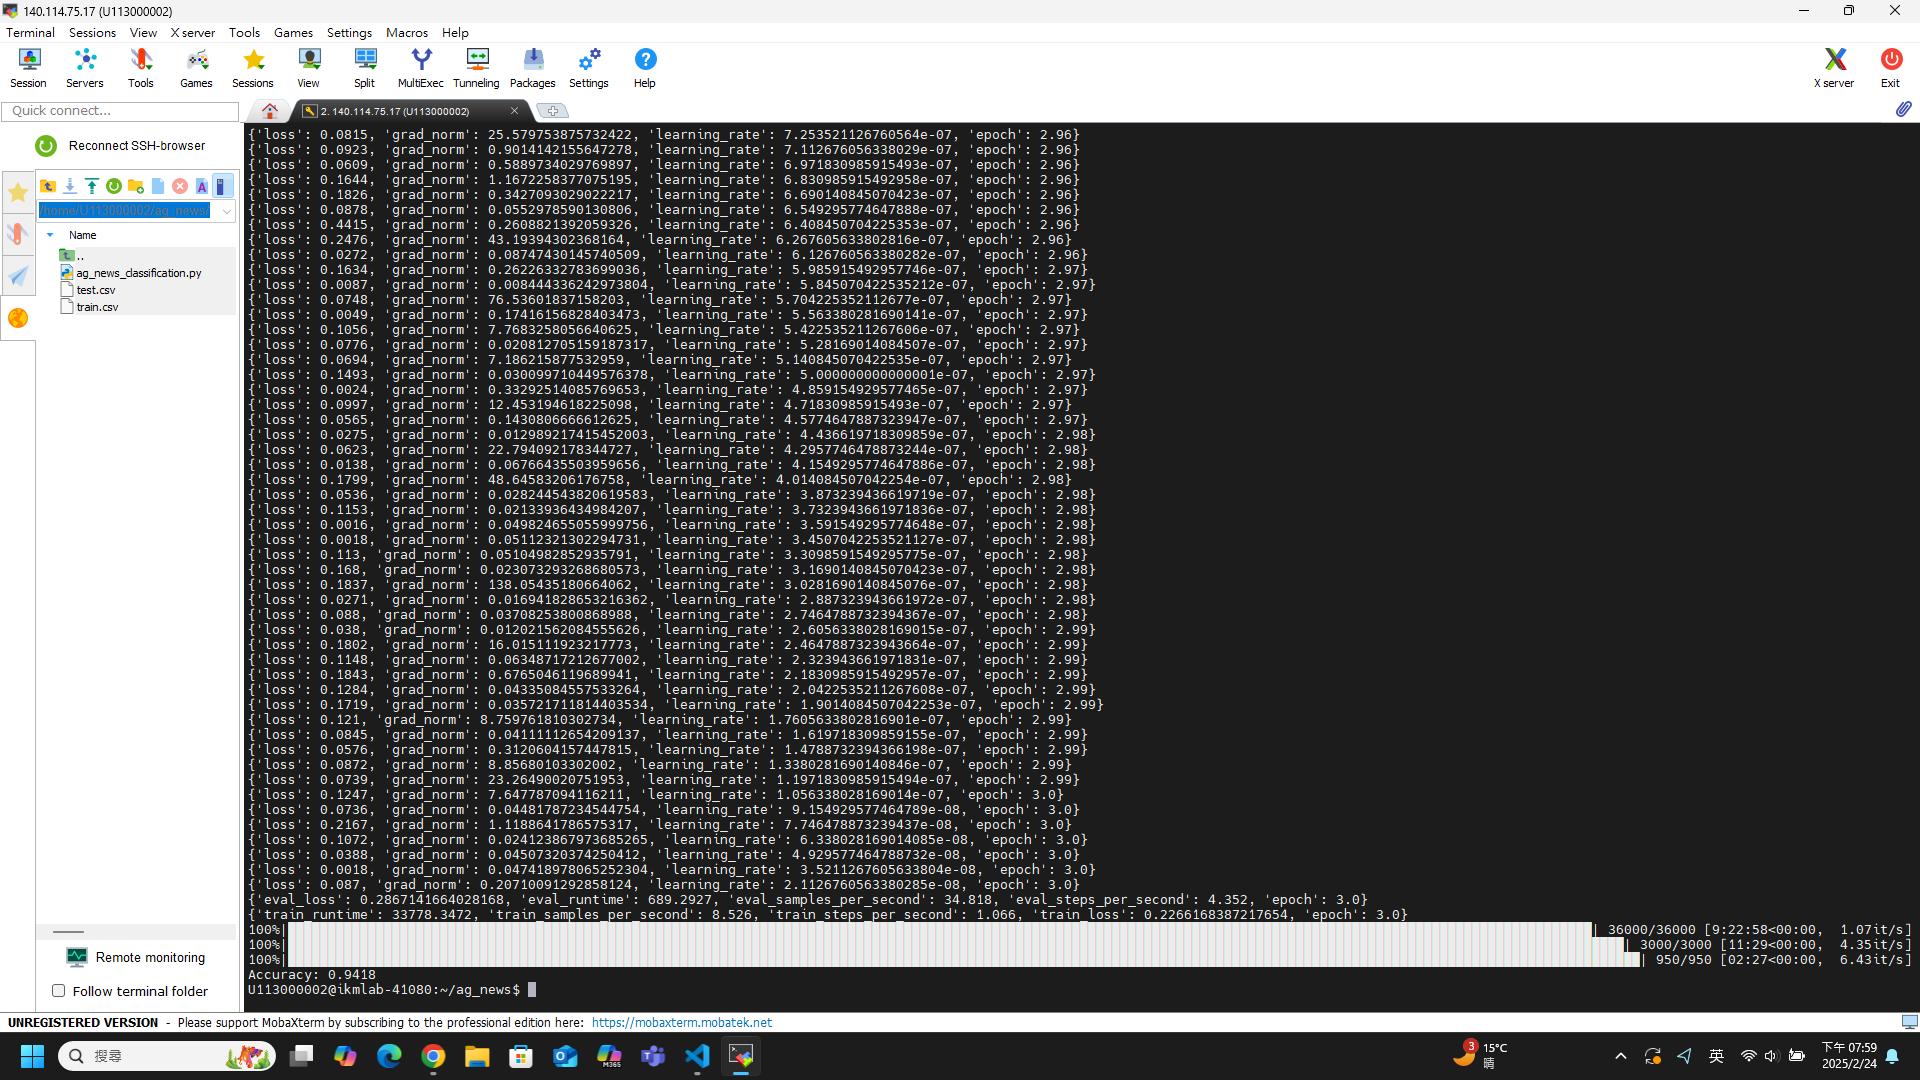 140.114.75.17 (U113000002)
Terminal Sessions View X server Tools Games Settings Macros Help
Session Servers Tools Games Sessions View Split MultiExec Tunneling Packages Settings Help X server Exit
Quick connect...
2. 140.114.75.17 (U113000002)
Reconnect SSH-browser
/home/U113000002/ag_news/
Name
..
ag_news_classification.py
test.csv
train.csv
Remote monitoring
Follow terminal folder
{'loss': 0.0815, 'grad_norm': 25.579753875732422, 'learning_rate': 7.253521126760564e-07, 'epoch': 2.96}
{'loss': 0.0923, 'grad_norm': 0.9014142155647278, 'learning_rate': 7.112676056338029e-07, 'epoch': 2.96}
{'loss': 0.0609, 'grad_norm': 0.5889734029769897, 'learning_rate': 6.971830985915493e-07, 'epoch': 2.96}
{'loss': 0.1644, 'grad_norm': 1.1672258377075195, 'learning_rate': 6.830985915492958e-07, 'epoch': 2.96}
{'loss': 0.1826, 'grad_norm': 0.3427093029022217, 'learning_rate': 6.690140845070423e-07, 'epoch': 2.96}
{'loss': 0.0878, 'grad_norm': 0.0552978590130806, 'learning_rate': 6.549295774647888e-07, 'epoch': 2.96}
{'loss': 0.4415, 'grad_norm': 0.2608821392059326, 'learning_rate': 6.408450704225353e-07, 'epoch': 2.96}
{'loss': 0.2476, 'grad_norm': 43.19394302368164, 'learning_rate': 6.267605633802816e-07, 'epoch': 2.96}
{'loss': 0.0272, 'grad_norm': 0.08747430145740509, 'learning_rate': 6.126760563380282e-07, 'epoch': 2.96}
{'loss': 0.1634, 'grad_norm': 0.26226332783699036, 'learning_rate': 5.985915492957746e-07, 'epoch': 2.97}
{'loss': 0.0087, 'grad_norm': 0.008444336242973804, 'learning_rate': 5.845070422535212e-07, 'epoch': 2.97}
{'loss': 0.0748, 'grad_norm': 76.53601837158203, 'learning_rate': 5.704225352112677e-07, 'epoch': 2.97}
{'loss': 0.0049, 'grad_norm': 0.17416156828403473, 'learning_rate': 5.563380281690141e-07, 'epoch': 2.97}
{'loss': 0.1056, 'grad_norm': 7.7683258056640625, 'learning_rate': 5.422535211267606e-07, 'epoch': 2.97}
{'loss': 0.0776, 'grad_norm': 0.020812705159187317, 'learning_rate': 5.28169014084507e-07, 'epoch': 2.97}
{'loss': 0.0694, 'grad_norm': 7.186215877532959, 'learning_rate': 5.140845070422535e-07, 'epoch': 2.97}
{'loss': 0.1493, 'grad_norm': 0.030099710449576378, 'learning_rate': 5.000000000000001e-07, 'epoch': 2.97}
{'loss': 0.0024, 'grad_norm': 0.33292514085769653, 'learning_rate': 4.859154929577465e-07, 'epoch': 2.97}
{'loss': 0.0997, 'grad_norm': 12.453194618225098, 'learning_rate': 4.71830985915493e-07, 'epoch': 2.97}
{'loss': 0.0565, 'grad_norm': 0.1430806666612625, 'learning_rate': 4.5774647887323947e-07, 'epoch': 2.97}
{'loss': 0.0275, 'grad_norm': 0.012989217415452003, 'learning_rate': 4.436619718309859e-07, 'epoch': 2.98}
{'loss': 0.0623, 'grad_norm': 22.794092178344727, 'learning_rate': 4.2957746478873244e-07, 'epoch': 2.98}
{'loss': 0.0138, 'grad_norm': 0.06766435503959656, 'learning_rate': 4.1549295774647886e-07, 'epoch': 2.98}
{'loss': 0.1799, 'grad_norm': 48.64583206176758, 'learning_rate': 4.014084507042254e-07, 'epoch': 2.98}
{'loss': 0.0536, 'grad_norm': 0.028244543820619583, 'learning_rate': 3.873239436619719e-07, 'epoch': 2.98}
{'loss': 0.1153, 'grad_norm': 0.02133936434984207, 'learning_rate': 3.7323943661971836e-07, 'epoch': 2.98}
{'loss': 0.0016, 'grad_norm': 0.049824655055999756, 'learning_rate': 3.591549295774648e-07, 'epoch': 2.98}
{'loss': 0.0018, 'grad_norm': 0.05112321302294731, 'learning_rate': 3.4507042253521127e-07, 'epoch': 2.98}
{'loss': 0.113, 'grad_norm': 0.05104982852935791, 'learning_rate': 3.3098591549295775e-07, 'epoch': 2.98}
{'loss': 0.168, 'grad_norm': 0.023073293268680573, 'learning_rate': 3.1690140845070423e-07, 'epoch': 2.98}
{'loss': 0.1837, 'grad_norm': 138.05435180664062, 'learning_rate': 3.0281690140845076e-07, 'epoch': 2.98}
{'loss': 0.0271, 'grad_norm': 0.016941828653216362, 'learning_rate': 2.887323943661972e-07, 'epoch': 2.98}
{'loss': 0.088, 'grad_norm': 0.0370825380086898​8, 'learning_rate': 2.7464788732394367e-07, 'epoch': 2.98}
{'loss': 0.038, 'grad_norm': 0.012021562084555626, 'learning_rate': 2.6056338028169015e-07, 'epoch': 2.99}
{'loss': 0.1802, 'grad_norm': 16.015111923217773, 'learning_rate': 2.4647887323943664e-07, 'epoch': 2.99}
{'loss': 0.1148, 'grad_norm': 0.06348717212677002, 'learning_rate': 2.323943661971831e-07, 'epoch': 2.99}
{'loss': 0.1843, 'grad_norm': 0.6765046119689941, 'learning_rate': 2.1830985915492957e-07, 'epoch': 2.99}
{'loss': 0.1284, 'grad_norm': 0.04335084557533264, 'learning_rate': 2.0422535211267608e-07, 'epoch': 2.99}
{'loss': 0.1719, 'grad_norm': 0.035721711814403534, 'learning_rate': 1.9014084507042253e-07, 'epoch': 2.99}
{'loss': 0.121, 'grad_norm': 8.759761810302734, 'learning_rate': 1.7605633802816901e-07, 'epoch': 2.99}
{'loss': 0.0845, 'grad_norm': 0.04111112654209137, 'learning_rate': 1.619718309859155e-07, 'epoch': 2.99}
{'loss': 0.0576, 'grad_norm': 0.3120604157447815, 'learning_rate': 1.4788732394366198e-07, 'epoch': 2.99}
{'loss': 0.0872, 'grad_norm': 8.85680103302002, 'learning_rate': 1.3380281690140846e-07, 'epoch': 2.99}
{'loss': 0.0739, 'grad_norm': 23.26490020751953, 'learning_rate': 1.1971830985915494e-07, 'epoch': 2.99}
{'loss': 0.1247, 'grad_norm': 7.647787094116211, 'learning_rate': 1.056338028169014e-07, 'epoch': 3.0}
{'loss': 0.0736, 'grad_norm': 0.04481787234544754, 'learning_rate': 9.154929577464789e-08, 'epoch': 3.0}
{'loss': 0.2167, 'grad_norm': 1.1188641786575317, 'learning_rate': 7.746478873239437e-08, 'epoch': 3.0}
{'loss': 0.1072, 'grad_norm': 0.024123867973685265, 'learning_rate': 6.338028169014085e-08, 'epoch': 3.0}
{'loss': 0.0388, 'grad_norm': 0.04507320374250412, 'learning_rate': 4.929577464788732e-08, 'epoch': 3.0}
{'loss': 0.0018, 'grad_norm': 0.047418978065252304, 'learning_rate': 3.5211267605633804e-08, 'epoch': 3.0}
{'loss': 0.087, 'grad_norm': 0.20710091292858124, 'learning_rate': 2.1126760563380285e-08, 'epoch': 3.0}
{'eval_loss': 0.2867141664028168, 'eval_runtime': 689.2927, 'eval_samples_per_second': 34.818, 'eval_steps_per_second': 4.352, 'epoch': 3.0}
{'train_runtime': 33778.3472, 'train_samples_per_second': 8.526, 'train_steps_per_second': 1.066, 'train_loss': 0.2266168387217654, 'epoch': 3.0}
100%| | 36000/36000 [9:22:58<00:00, 1.07it/s]
100%| | 3000/3000 [11:29<00:00, 4.35it/s]
100%| | 950/950 [02:27<00:00, 6.43it/s]
Accuracy: 0.9418
U113000002@ikmlab-41080:~/ag_news$
UNREGISTERED VERSION - Please support MobaXterm by subscribing to the professional edition here: https://mobaxterm.mobatek.net
搜尋
M365
3
15°C
晴
英
下午 07:59
2025/2/24